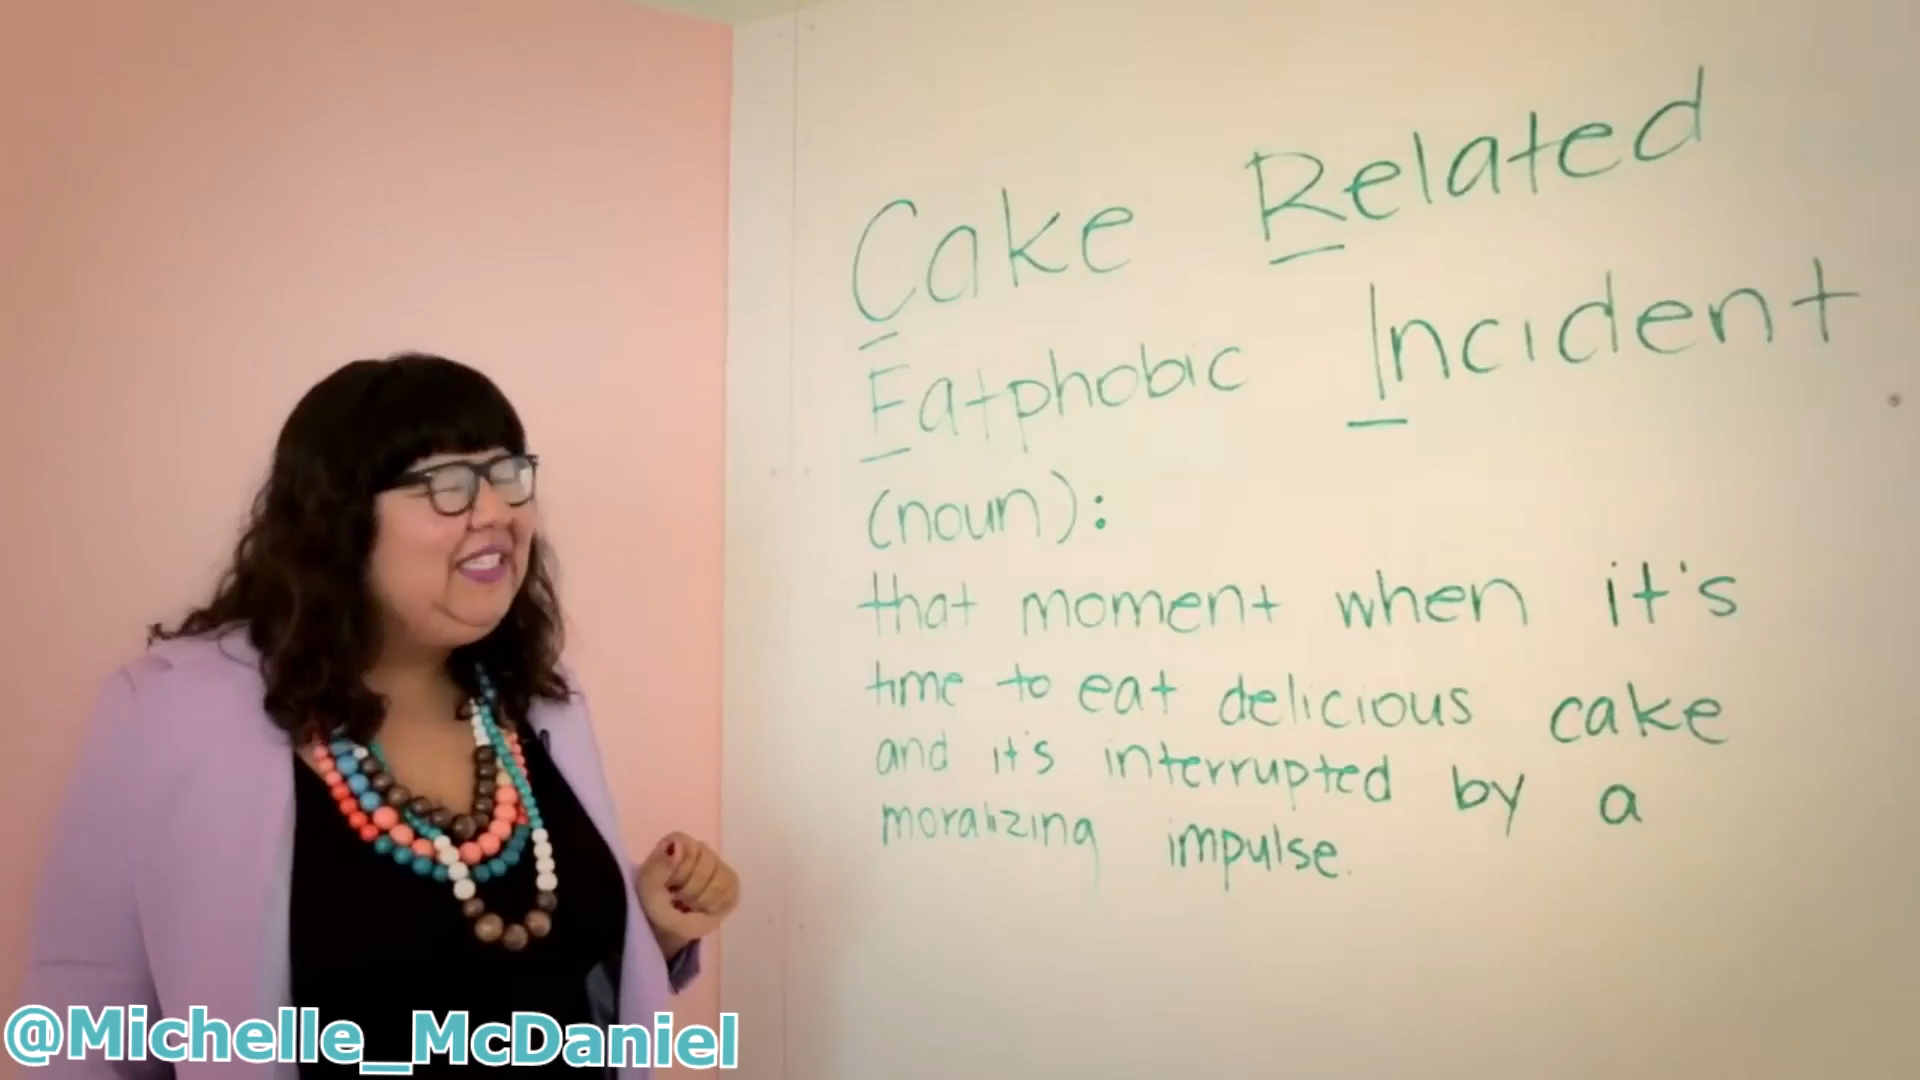 Cake Related
Fatphobic Incident
(noun):
that moment when it's
time to eat delicious cake
and it's interrupted by a
moralizing impulse.
@Michelle_McDaniel